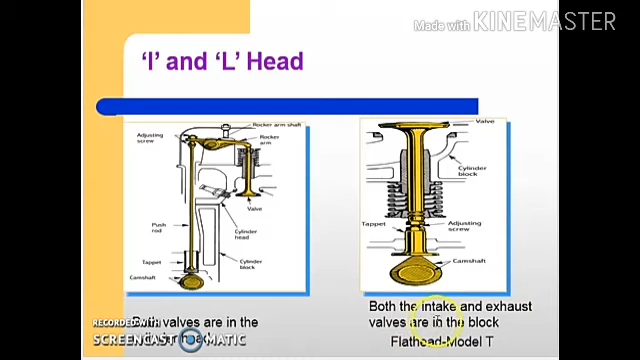 Made with KINEMASTER
'I' and 'L' Head
Rocker arm shaft
Adjusting
screw
Rocker
arm
Valve
Push
rod
Cylinder
head
Tappet
Cylinder
block
Camshaft
Valve
Cylinder
block
Tappet
Adjusting
screw
Camshaft
Both valves are in the
RECORDED WITH
SCREENCAST MATIC
Both the intake and exhaust
valves are in the block
Flathead-Model T